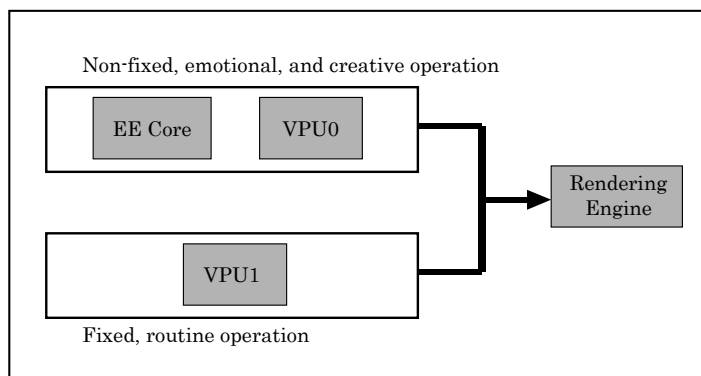 Non-fixed, emotional, and creative operation
EE Core
VPU0
Rendering
Engine
VPU1
Fixed, routine operation